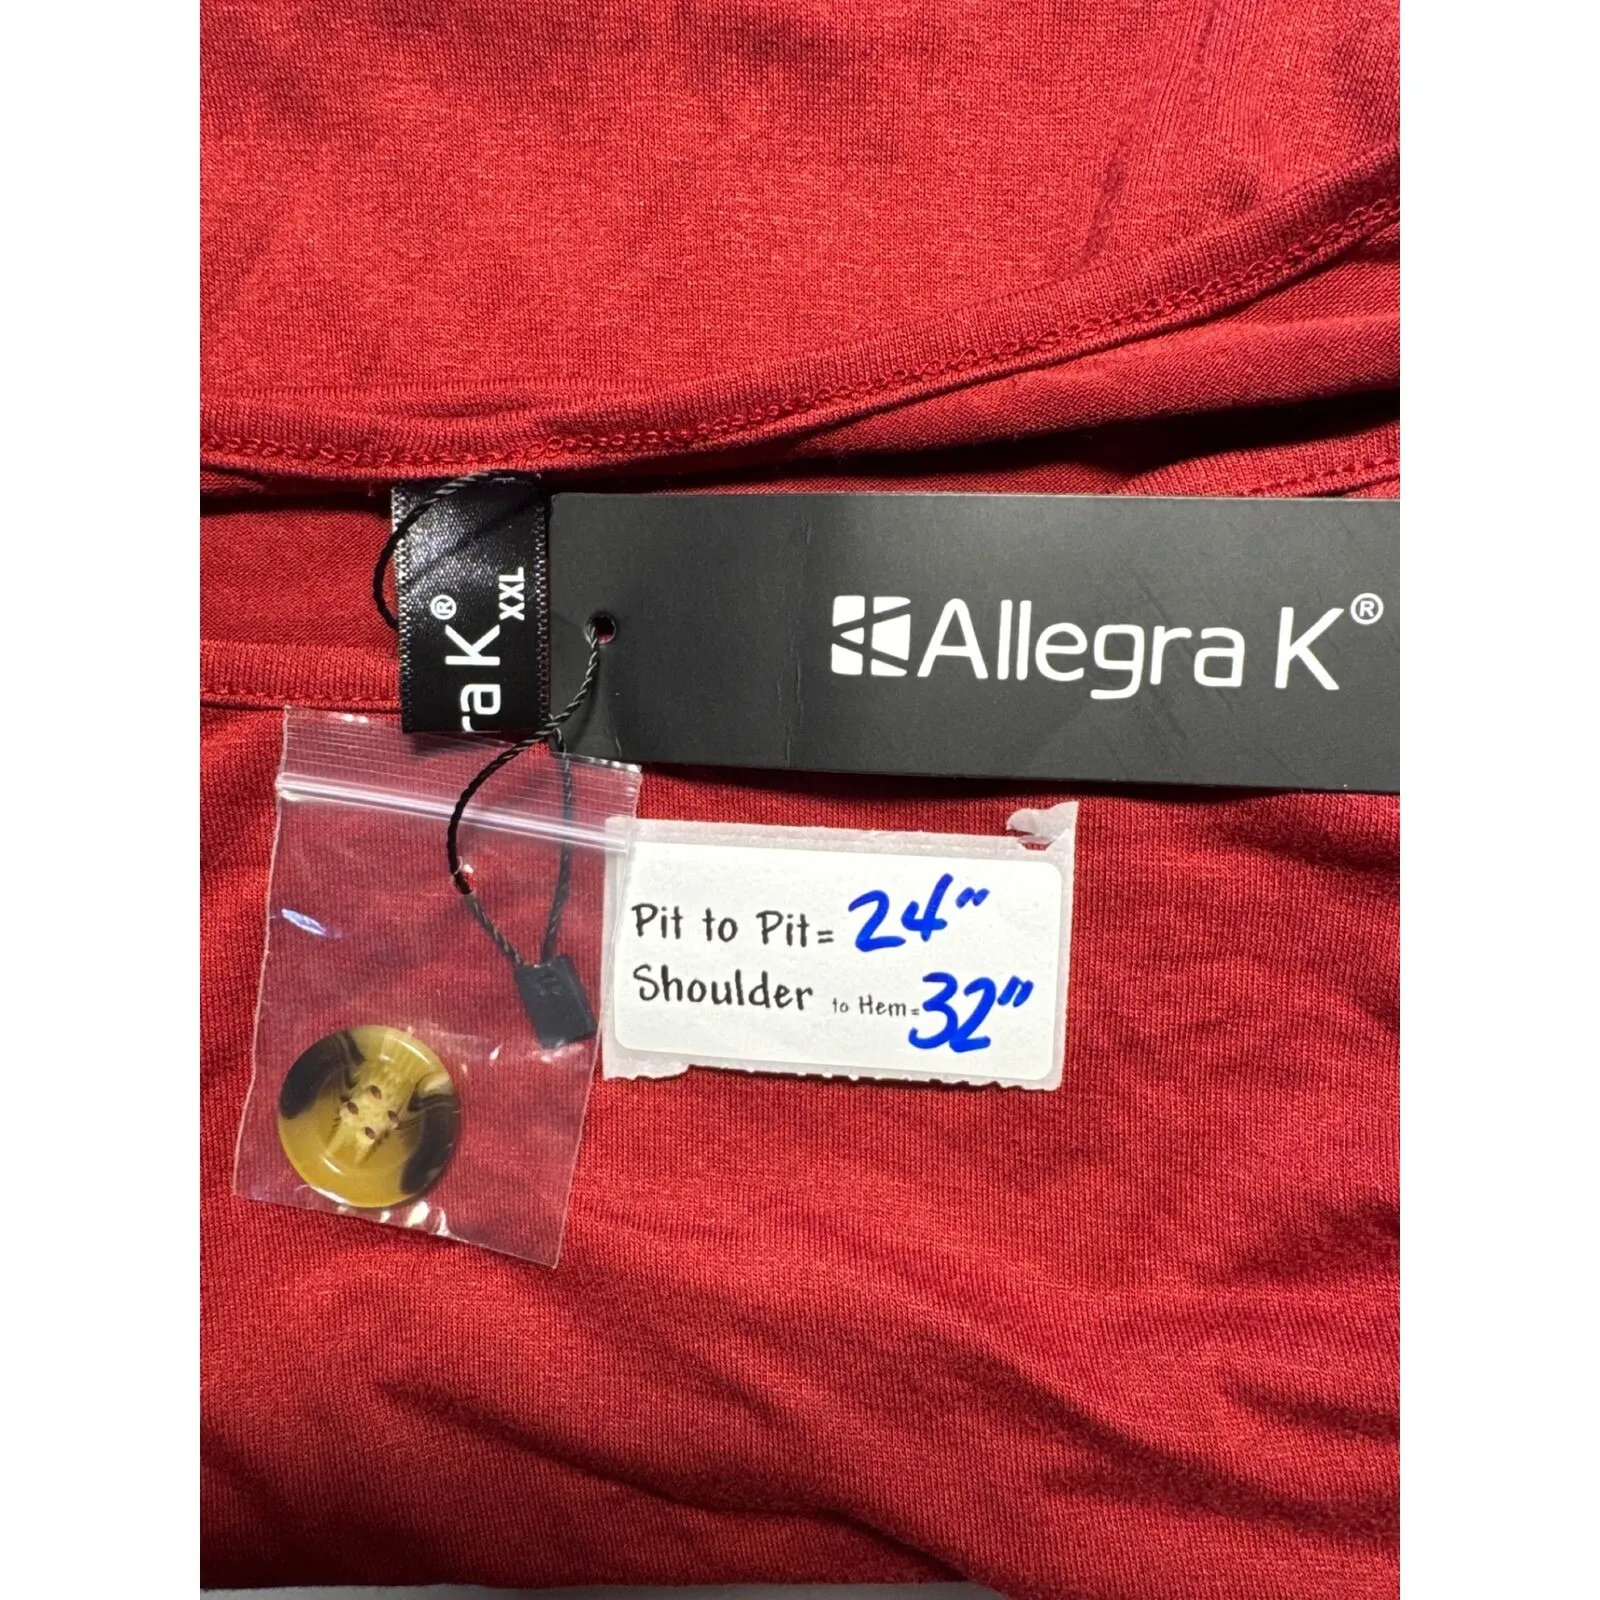 ra K® XXL
Allegra K®
Pit to Pit= 24"
Shoulder to Hem= 32"